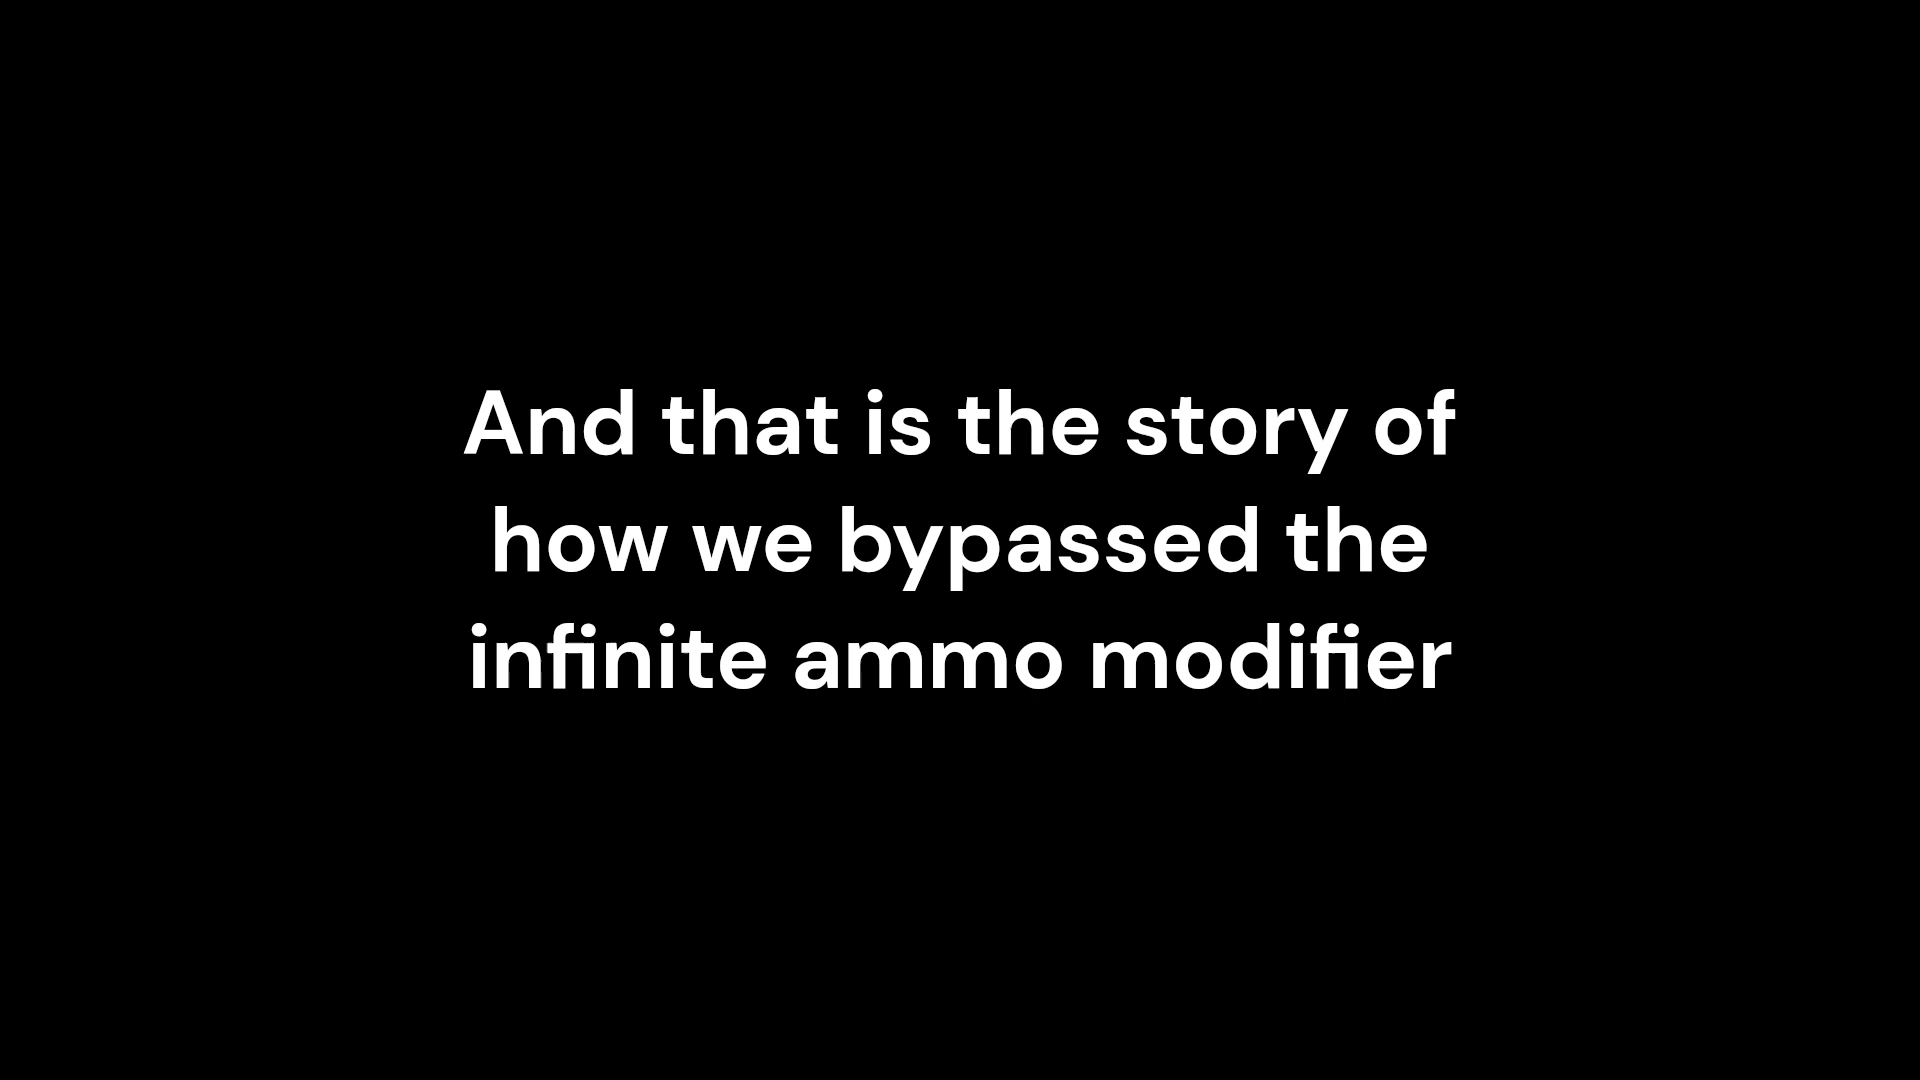 And that is the story of
how we bypassed the
infinite ammo modifier